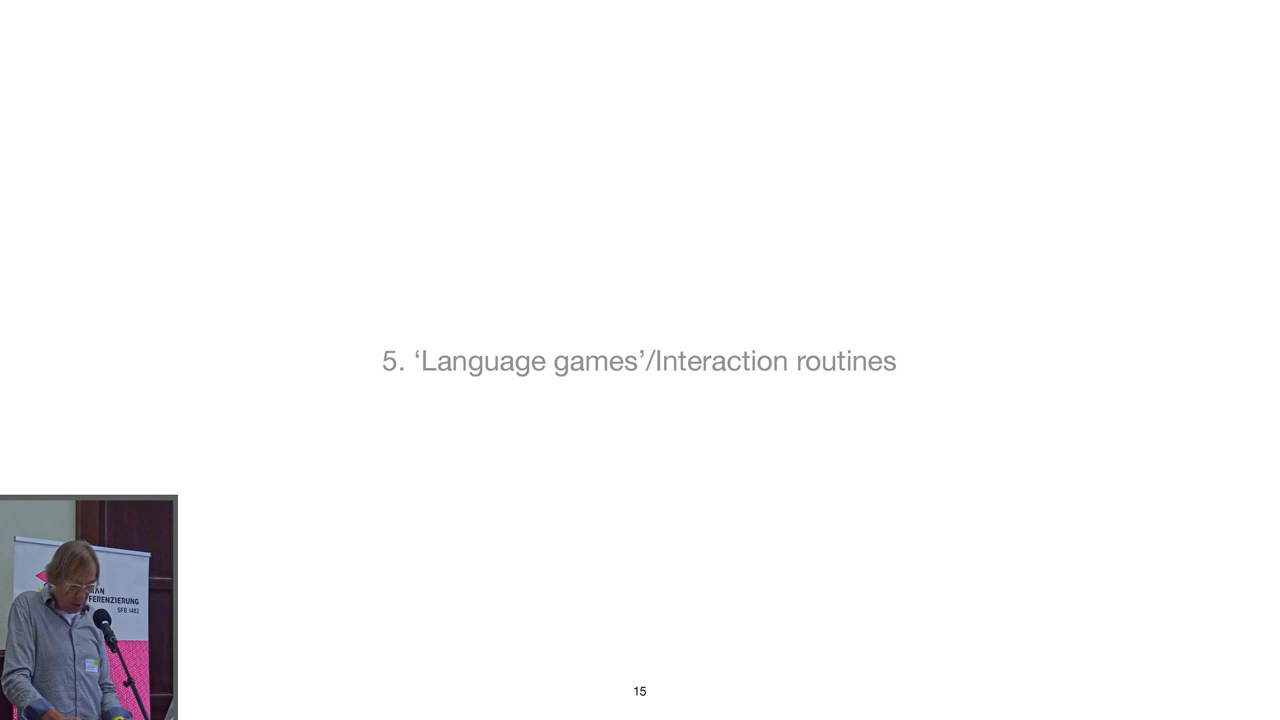 5. ‘Language games’/Interaction routines
FERENZIERUNG
SFB 1482
15